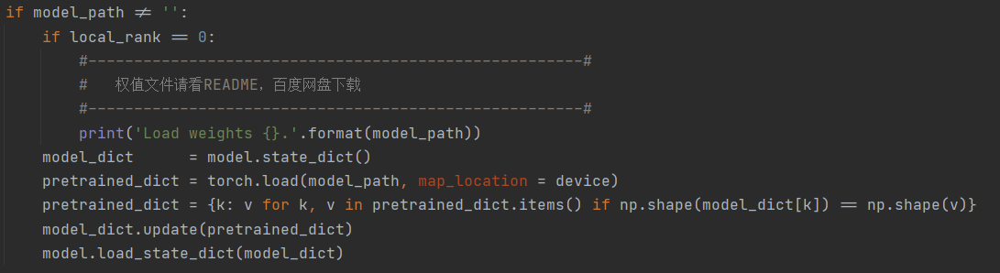 if model_path != '':
    if local_rank == 0:
        #------------------------------------------------------#
        #   权值文件请看README，百度网盘下载
        #------------------------------------------------------#
        print('Load weights {}.'.format(model_path))
    model_dict      = model.state_dict()
    pretrained_dict = torch.load(model_path, map_location = device)
    pretrained_dict = {k: v for k, v in pretrained_dict.items() if np.shape(model_dict[k]) == np.shape(v)}
    model_dict.update(pretrained_dict)
    model.load_state_dict(model_dict)